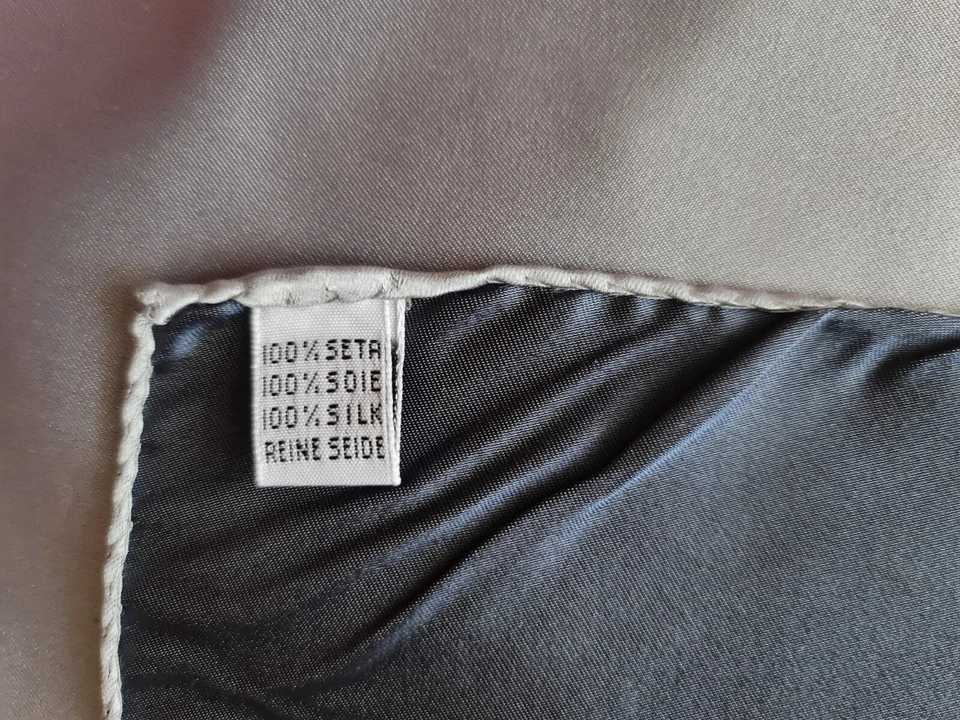 100% SETA
100% SOIE
100% SILK
REINE SEIDE